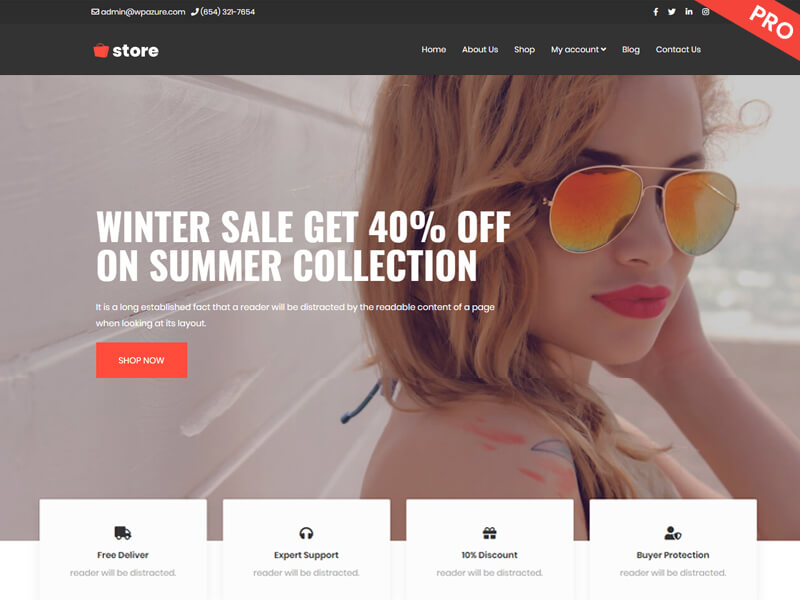 admin@wpazure.com (654) 321-7654
PRO
store
Home About Us Shop My account Blog Contact Us
WINTER SALE GET 40% OFF
ON SUMMER COLLECTION
It is a long established fact that a reader will be distracted by the readable content of a page
when looking at its layout.
SHOP NOW
Free Deliver Expert Support 10% Discount Buyer Protection
reader will be distracted. reader will be distracted. reader will be distracted. reader will be distracted.